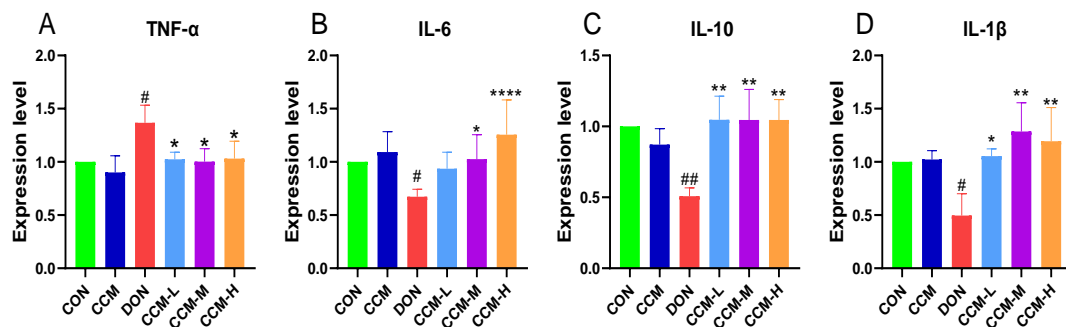 A
TNF-α
Expression level
2.0
1.5
1.0
0.5
0.0
#
*
*
*
CON
CCM
DON
CCM-L
CCM-M
CCM-H
B
IL-6
Expression level
2.0
1.5
1.0
0.5
0.0
#
*
****
CON
CCM
DON
CCM-L
CCM-M
CCM-H
C
IL-10
Expression level
1.5
1.0
0.5
0.0
##
**
**
**
CON
CCM
DON
CCM-L
CCM-M
CCM-H
D
IL-1β
Expression level
2.0
1.5
1.0
0.5
0.0
#
*
**
**
CON
CCM
DON
CCM-L
CCM-M
CCM-H